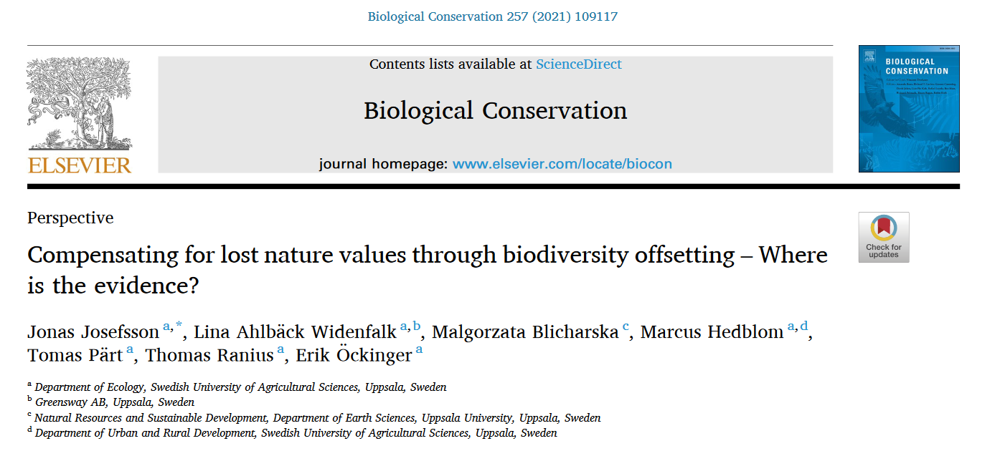 Biological Conservation 257 (2021) 109117
Contents lists available at ScienceDirect
Biological Conservation
journal homepage: www.elsevier.com/locate/biocon
NON SOLUS
ELSEVIER
BIOLOGICAL
CONSERVATION
Perspective
Compensating for lost nature values through biodiversity offsetting – Where
is the evidence?
Check for
updates
Jonas Josefsson a,*, Lina Ahlbäck Widenfalk a,b, Malgorzata Blicharska c, Marcus Hedblom a,d,
Tomas Pärt a, Thomas Ranius a, Erik Öckinger a
a Department of Ecology, Swedish University of Agricultural Sciences, Uppsala, Sweden
b Greensway AB, Uppsala, Sweden
c Natural Resources and Sustainable Development, Department of Earth Sciences, Uppsala University, Uppsala, Sweden
d Department of Urban and Rural Development, Swedish University of Agricultural Sciences, Uppsala, Sweden